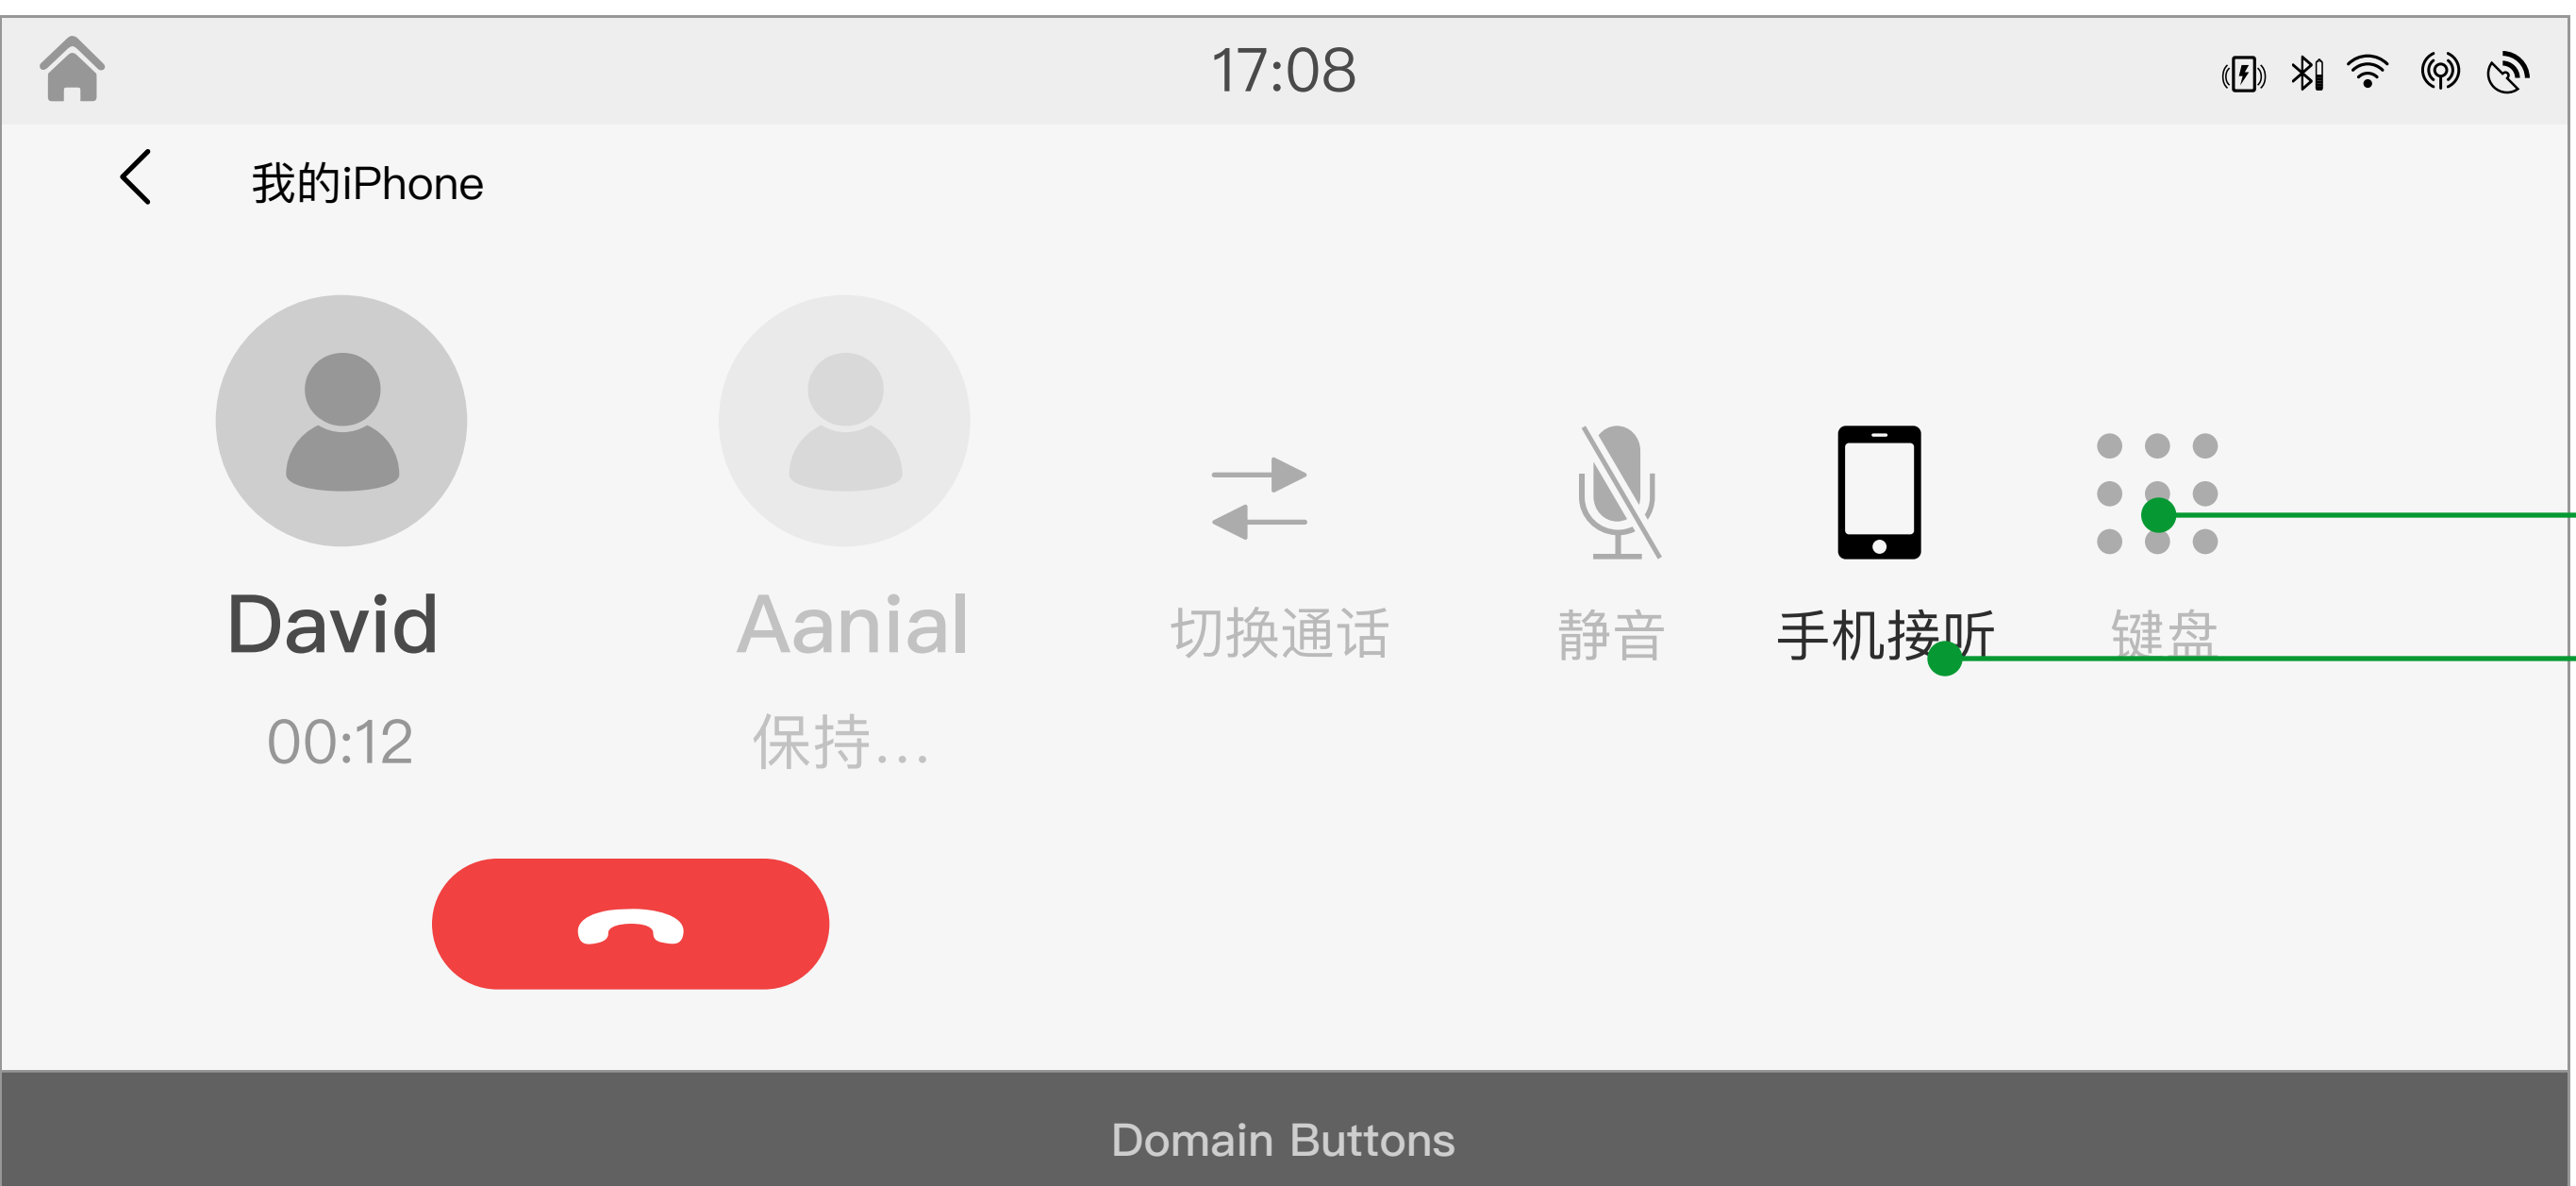 17:08
我的iPhone
David
Aanial
切换通话
静音
手机接听
键盘
00:12
保持...
Domain Buttons